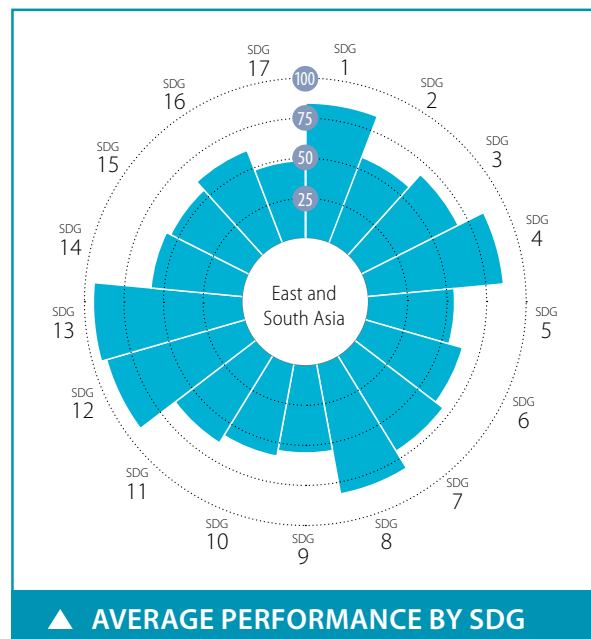 SDG
1
SDG
2
SDG
3
SDG
4
SDG
5
SDG
6
SDG
7
SDG
8
SDG
9
SDG
10
SDG
11
SDG
12
SDG
13
SDG
14
SDG
15
SDG
16
SDG
17
100
75
50
25
East and
South Asia
▲ AVERAGE PERFORMANCE BY SDG